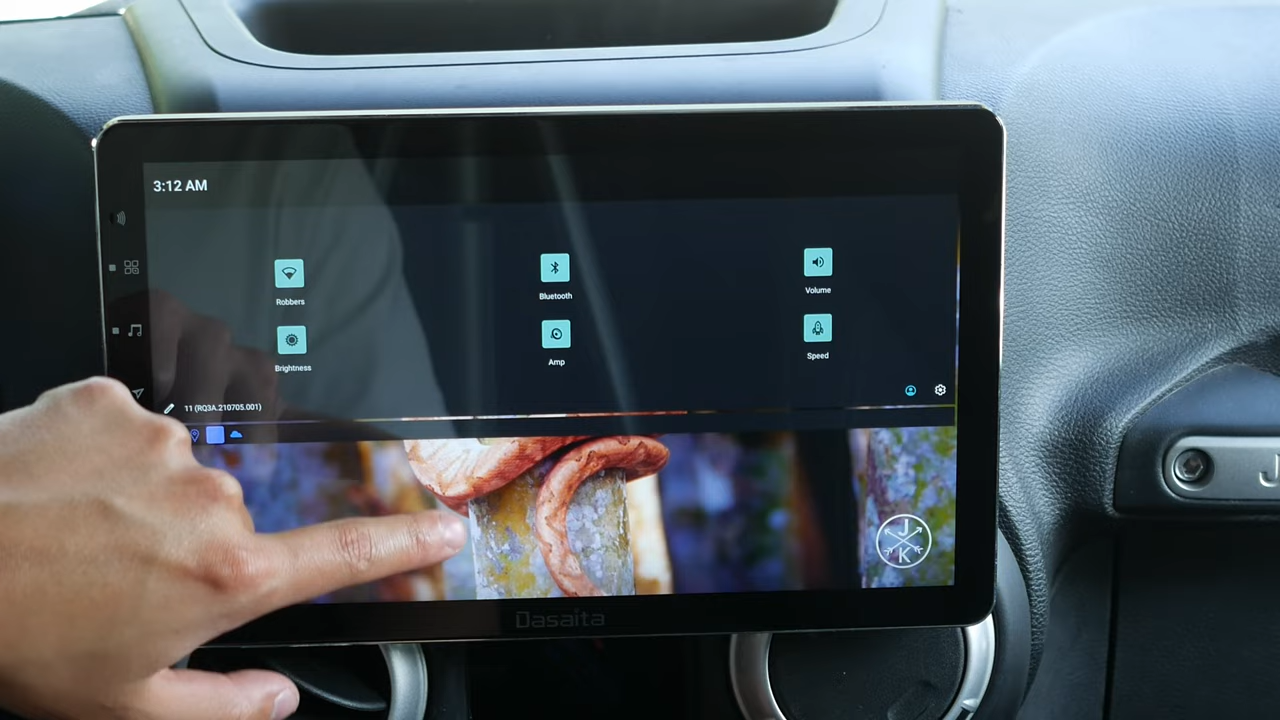 3:12 AM
Robbers
Bluetooth
Volume
Brightness
Amp
Speed
11 (RQ3A.210705.001)
J
K
Dasaita
J